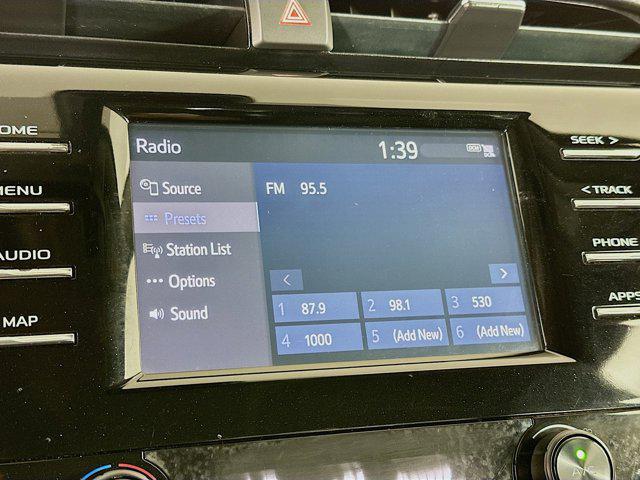 HOME
MENU
AUDIO
MAP
Radio
1:39
DCM
Source
Presets
Station List
Options
Sound
FM 95.5
<
>
1 87.9
2 98.1
3 530
4 1000
5 (Add New)
6 (Add New)
SEEK >
< TRACK
PHONE
APPS
A/C